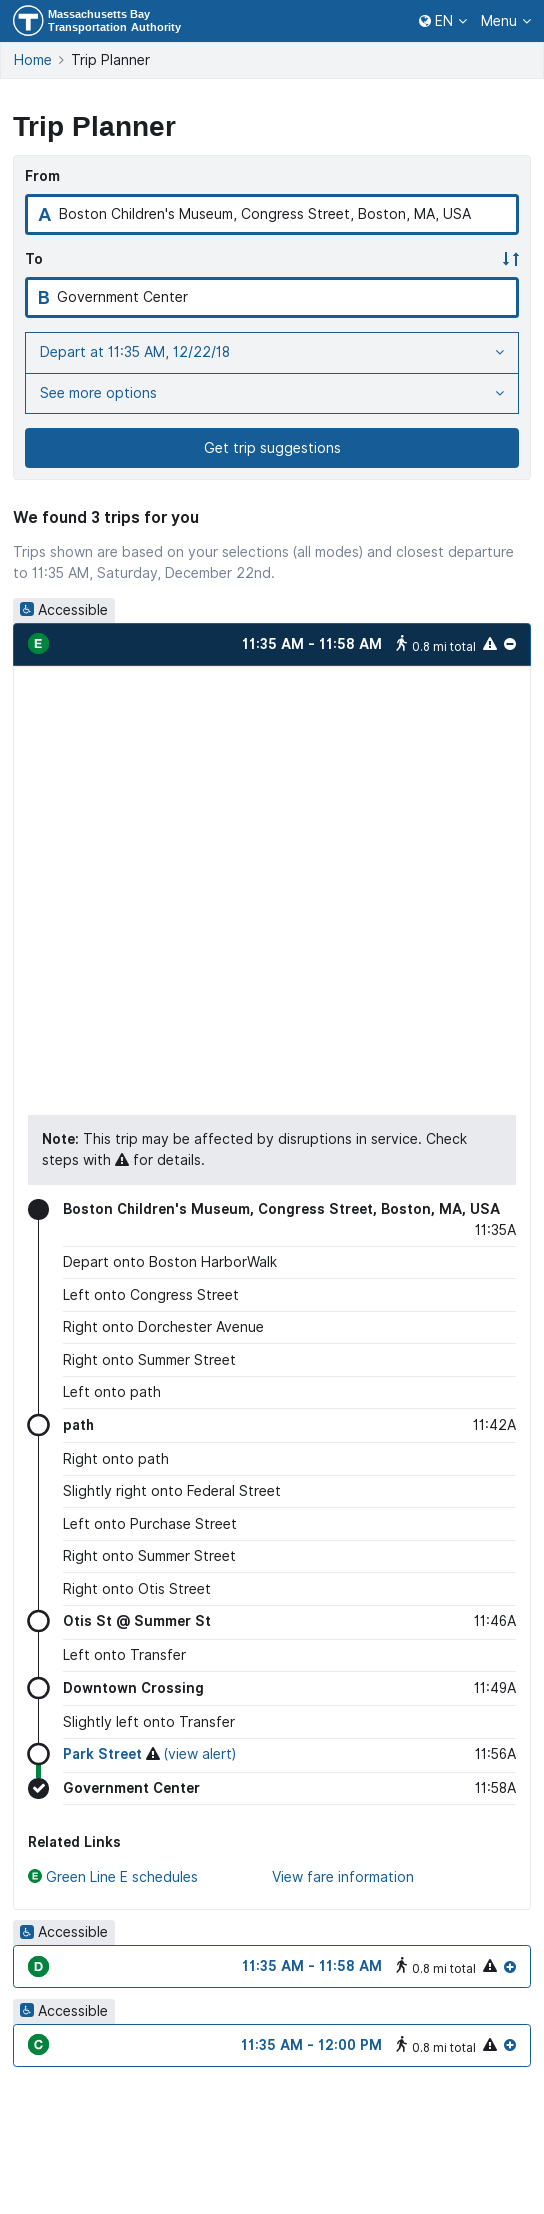 Massachusetts Bay
Transportation Authority
EN Menu
Home > Trip Planner
Trip Planner
From
A Boston Children's Museum, Congress Street, Boston, MA, USA
To
B Government Center
Depart at 11:35 AM, 12/22/18
See more options
Get trip suggestions
We found 3 trips for you
Trips shown are based on your selections (all modes) and closest departure
to 11:35 AM, Saturday, December 22nd.
Accessible
E 11:35 AM - 11:58 AM 0.8 mi total
Note: This trip may be affected by disruptions in service. Check
steps with for details.
Boston Children's Museum, Congress Street, Boston, MA, USA
11:35A
Depart onto Boston HarborWalk
Left onto Congress Street
Right onto Dorchester Avenue
Right onto Summer Street
Left onto path
path 11:42A
Right onto path
Slightly right onto Federal Street
Left onto Purchase Street
Right onto Summer Street
Right onto Otis Street
Otis St @ Summer St 11:46A
Left onto Transfer
Downtown Crossing 11:49A
Slightly left onto Transfer
Park Street (view alert) 11:56A
Government Center 11:58A
Related Links
E Green Line E schedules View fare information
Accessible
D 11:35 AM - 11:58 AM 0.8 mi total
Accessible
C 11:35 AM - 12:00 PM 0.8 mi total